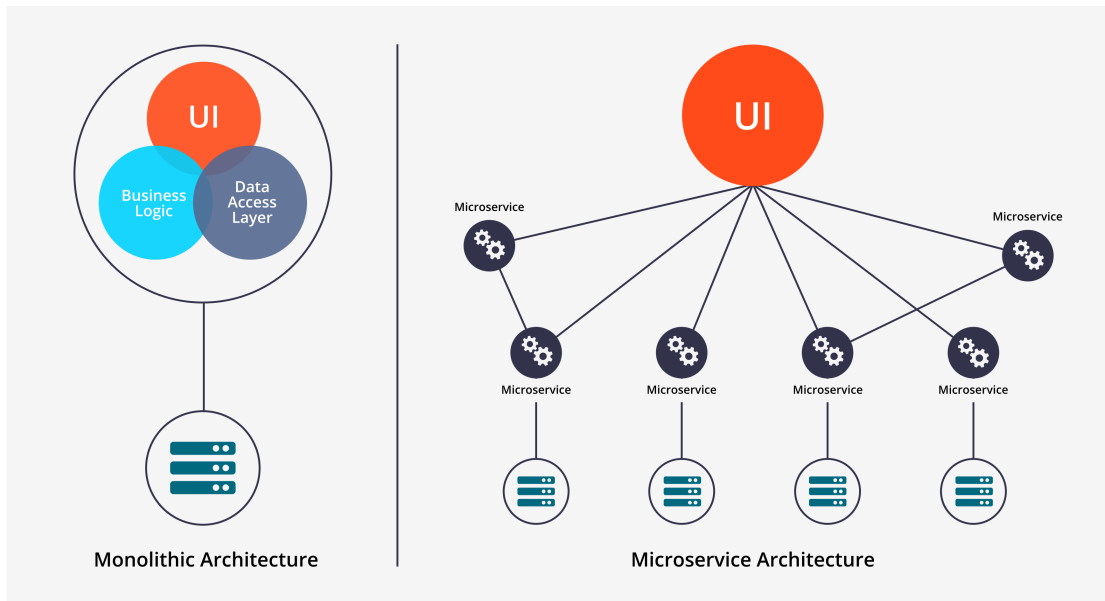 UI
Business
Logic
Data
Access
Layer
Monolithic Architecture
UI
Microservice
Microservice
Microservice
Microservice
Microservice
Microservice
Microservice Architecture